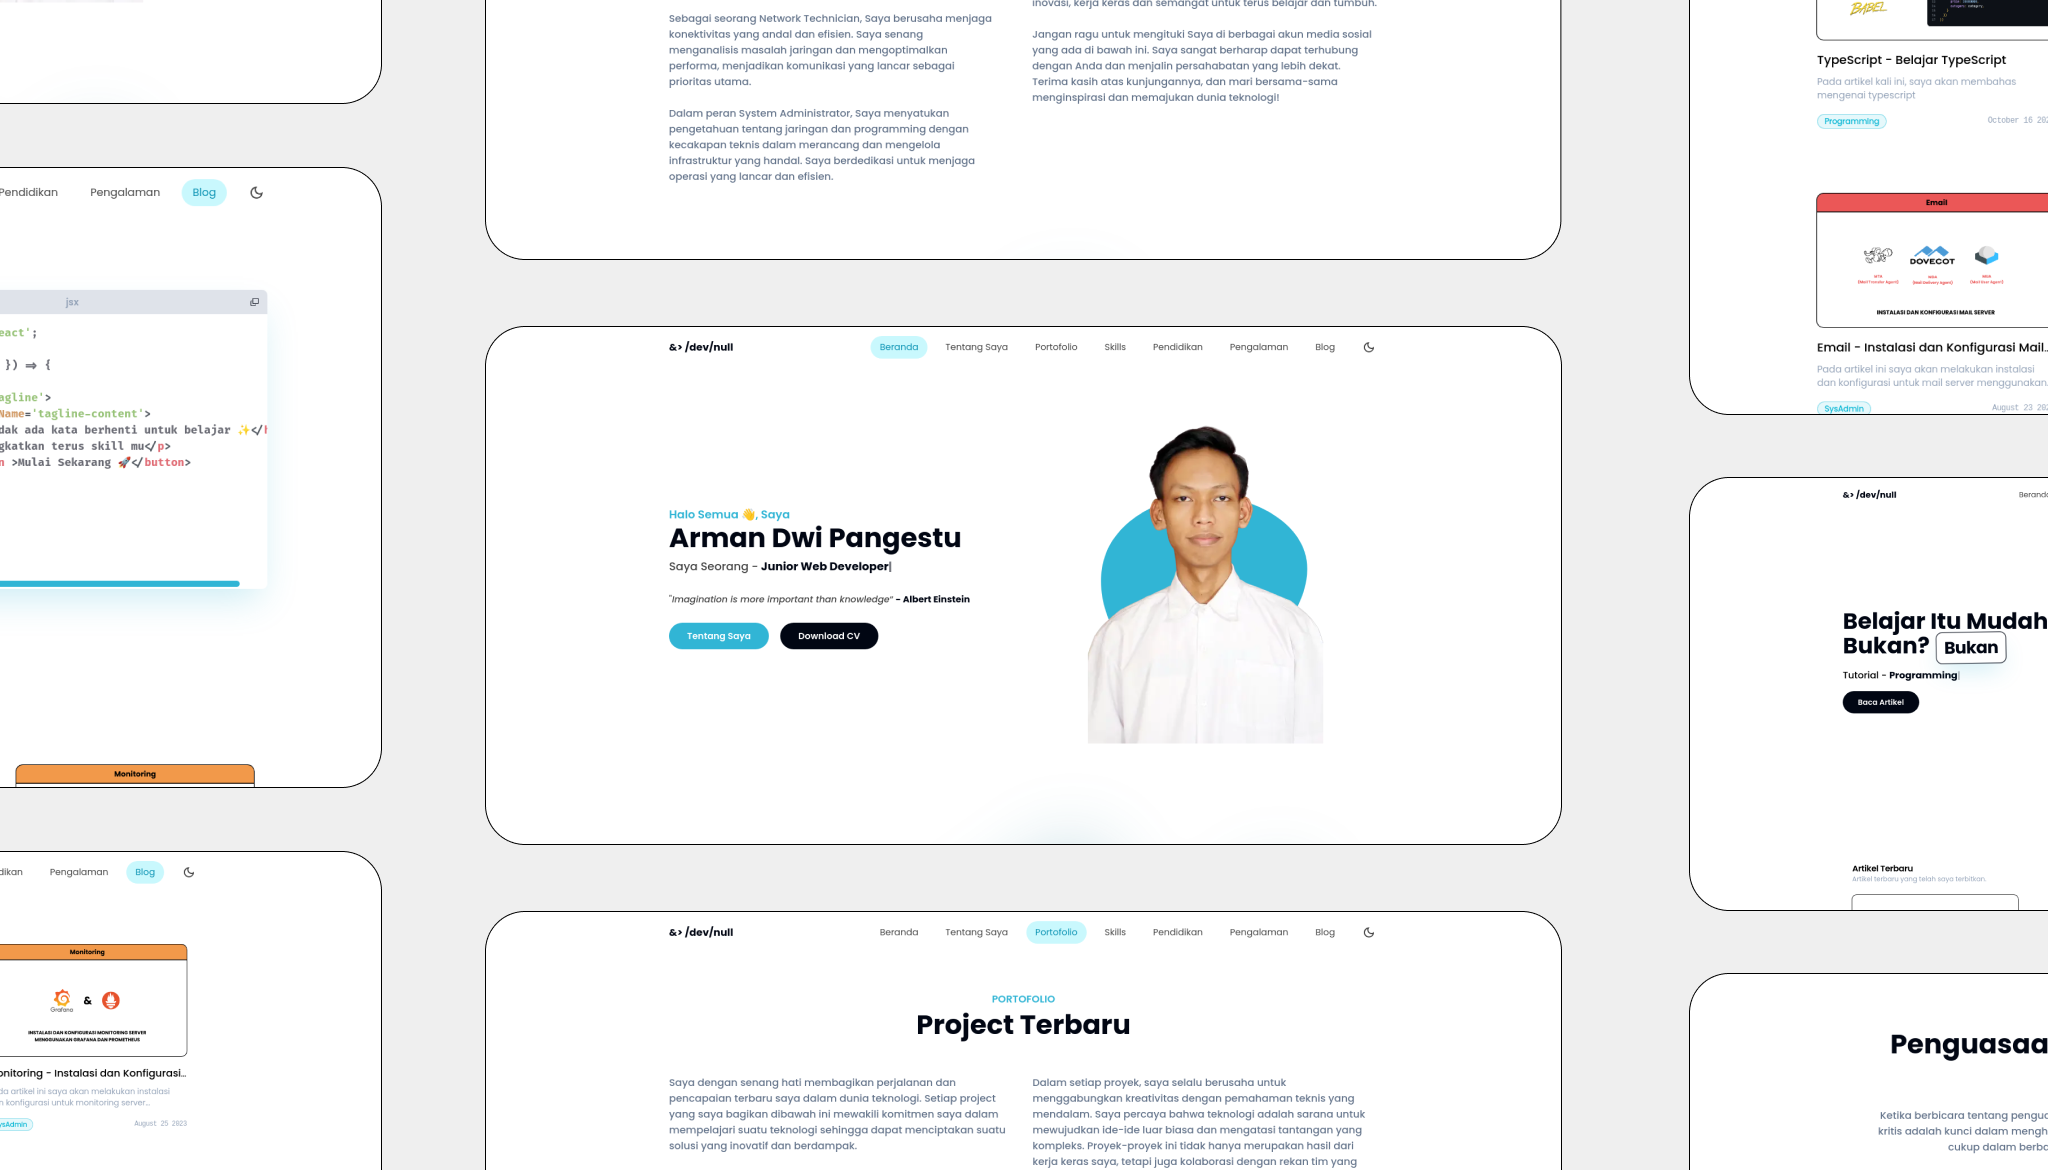 Pendidikan
Pengalaman
Blog
jsx
eact';
}) => {
agline'>
Name='tagline-content'>
dak ada kata berhenti untuk belajar ✨</h
gkatkan terus skill mu</p>
n >Mulai Sekarang 🚀</button>
Monitoring
dikan
Pengalaman
Blog
Monitoring
Grafana
&
INSTALASI DAN KONFIGURASI MONITORING SERVER
MENGGUNAKAN GRAFANA DAN PROMETHEUS
onitoring - Instalasi dan Konfigurasi...
da artikel ini saya akan melakukan instalasi
n konfigurasi untuk monitoring server...
ysAdmin
August 25 2023
Sebagai seorang Network Technician, Saya berusaha menjaga
konektivitas yang andal dan efisien. Saya senang
menganalisis masalah jaringan dan mengoptimalkan
performa, menjadikan komunikasi yang lancar sebagai
prioritas utama.
Dalam peran System Administrator, Saya menyatukan
pengetahuan tentang jaringan dan programming dengan
kecakapan teknis dalam merancang dan mengelola
infrastruktur yang handal. Saya berdedikasi untuk menjaga
operasi yang lancar dan efisien.
inovasi, kerja keras dan semangat untuk terus belajar dan tumbuh.
Jangan ragu untuk mengituki Saya di berbagai akun media sosial
yang ada di bawah ini. Saya sangat berharap dapat terhubung
dengan Anda dan menjalin persahabatan yang lebih dekat.
Terima kasih atas kunjungannya, dan mari bersama-sama
menginspirasi dan memajukan dunia teknologi!
&> /dev/null
Beranda
Tentang Saya
Portofolio
Skills
Pendidikan
Pengalaman
Blog
Halo Semua 👋, Saya
Arman Dwi Pangestu
Saya Seorang - Junior Web Developer|
"Imagination is more important than knowledge" - Albert Einstein
Tentang Saya
Download CV
&> /dev/null
Beranda
Tentang Saya
Portofolio
Skills
Pendidikan
Pengalaman
Blog
PORTOFOLIO
Project Terbaru
Saya dengan senang hati membagikan perjalanan dan
pencapaian terbaru saya dalam dunia teknologi. Setiap project
yang saya bagikan dibawah ini mewakili komitmen saya dalam
mempelajari suatu teknologi sehingga dapat menciptakan suatu
solusi yang inovatif dan berdampak.
Dalam setiap proyek, saya selalu berusaha untuk
menggabungkan kreativitas dengan pemahaman teknis yang
mendalam. Saya percaya bahwa teknologi adalah sarana untuk
mewujudkan ide-ide luar biasa dan mengatasi tantangan yang
kompleks. Proyek-proyek ini tidak hanya merupakan hasil dari
kerja keras saya, tetapi juga kolaborasi dengan rekan tim yang
BABEL
TypeScript - Belajar TypeScript
Pada artikel kali ini, saya akan membahas
mengenai typescript
Programming
October 16 202
Email
DOVECOT
MTA
(Mail Transfer Agent)
MDA
(Mail Delivery Agent)
MUA
(Mail User Agent)
INSTALASI DAN KONFIGURASI MAIL SERVER
Email - Instalasi dan Konfigurasi Mail..
Pada artikel ini saya akan melakukan instalasi
dan konfigurasi untuk mail server menggunakan.
SysAdmin
August 23 202
&> /dev/null
Beranda
Belajar Itu Mudah
Bukan? Bukan
Tutorial - Programming|
Baca Artikel
Artikel Terbaru
Artikel terbaru yang telah saya terbitkan.
Penguasaa
Ketika berbicara tentang pengua
kritis adalah kunci dalam mengh
cukup dalam berba